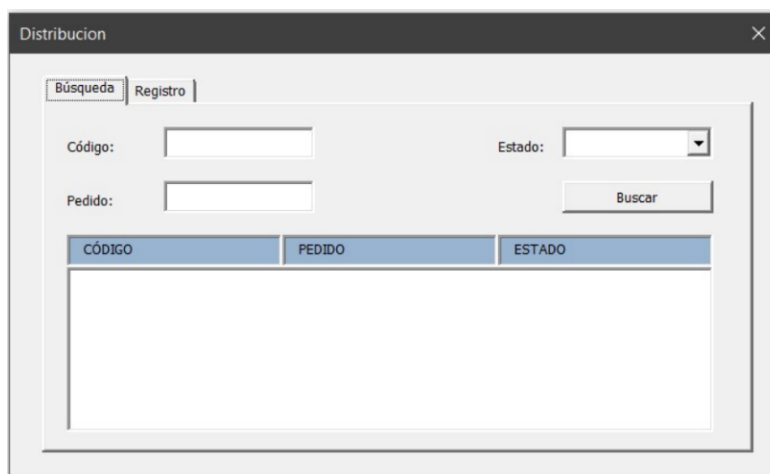 Distribucion
Búsqueda Registro
Código: Estado:
Pedido: Buscar
CÓDIGO PEDIDO ESTADO